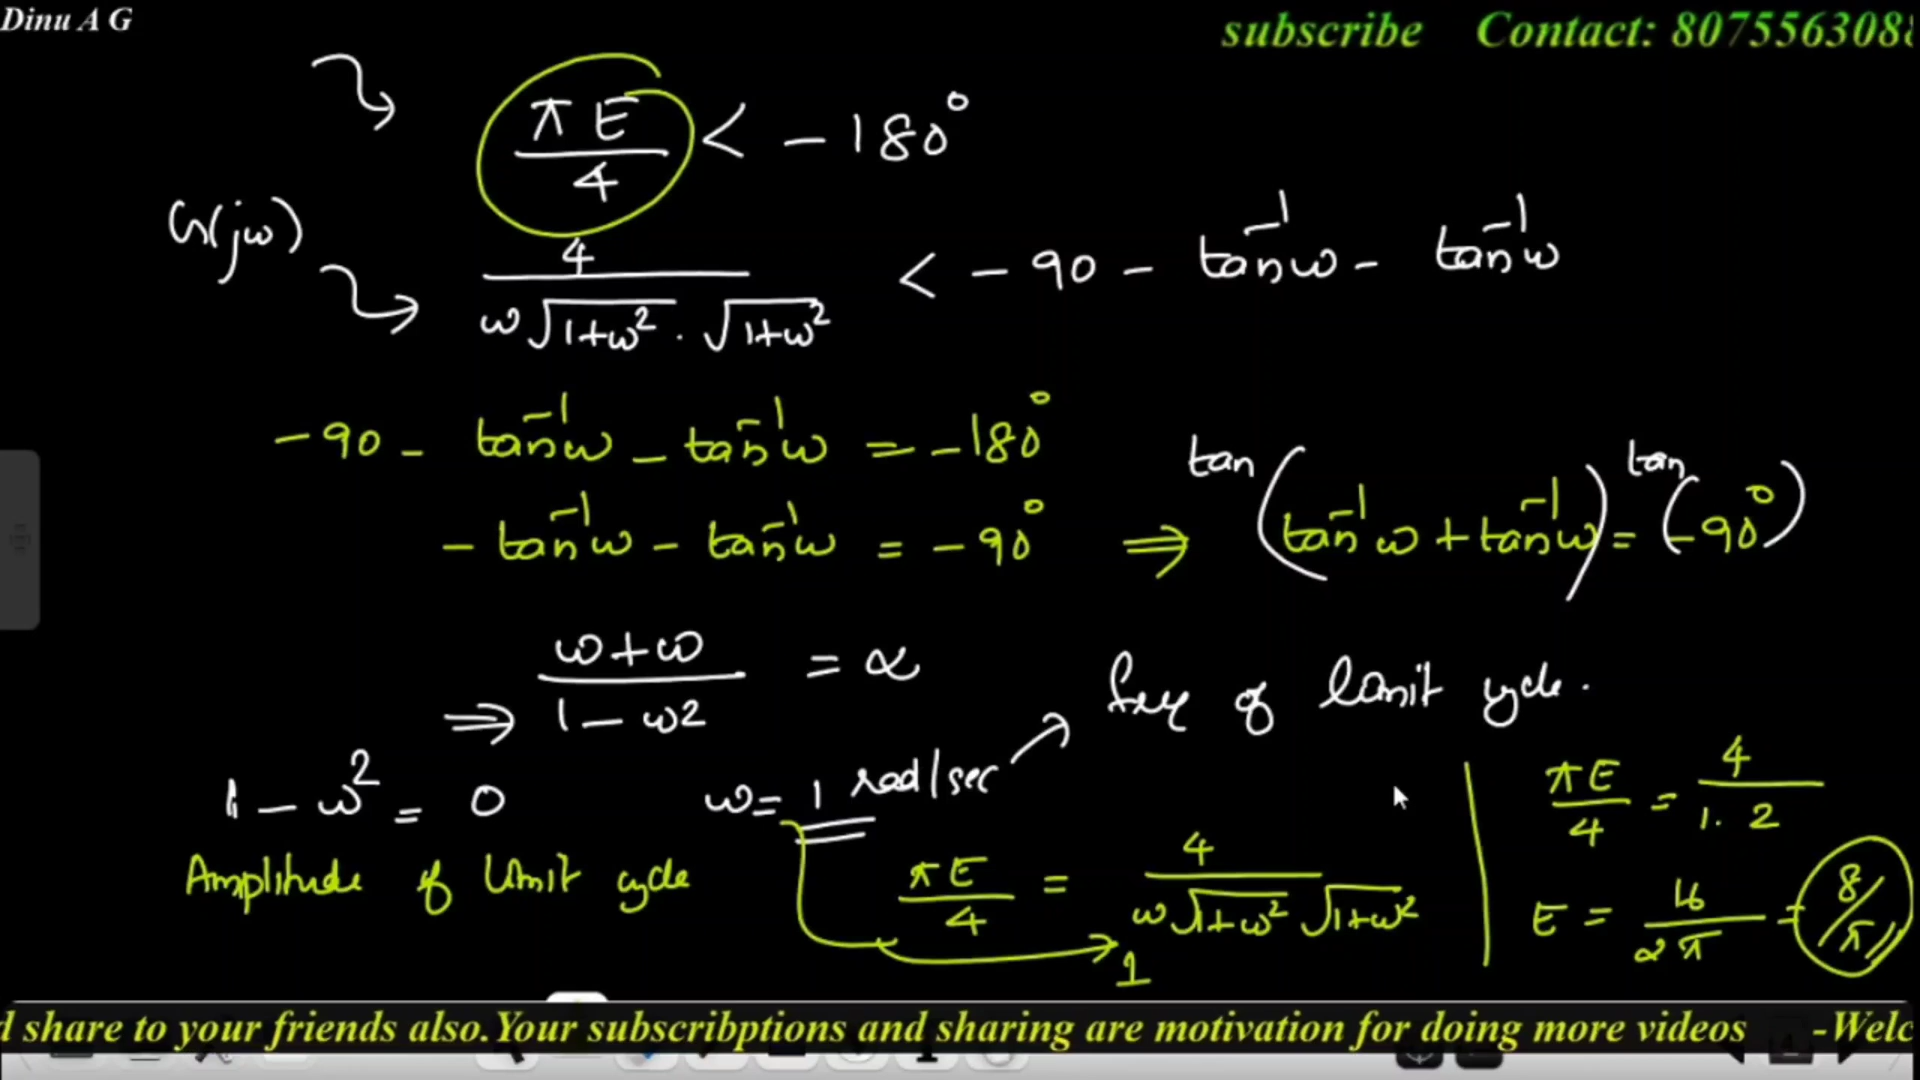 Dinu A G
subscribe Contact: 807556308
πE/4 < -180°
G(jω)
4/(ω√(1+ω²) . √(1+ω²)) < -90 - tan⁻¹ω - tan⁻¹ω
-90 - tan⁻¹ω - tan⁻¹ω = -180°
-tan⁻¹ω - tan⁻¹ω = -90° ⇒ tan(tan⁻¹ω + tan⁻¹ω) = tan(-90°)
⇒ (ω+ω)/(1-ω2) = α
freq of limit cycle.
1 - ω² = 0 ω = 1 rad/sec
Amplitude of limit cycle
πE/4 = 4/(ω√(1+ω²) √(1+ω²))
1
πE/4 = 4/(1. 2)
E = 16/2π = 8/π
d share to your friends also. Your subscribptions and sharing are motivation for doing more videos -Welc